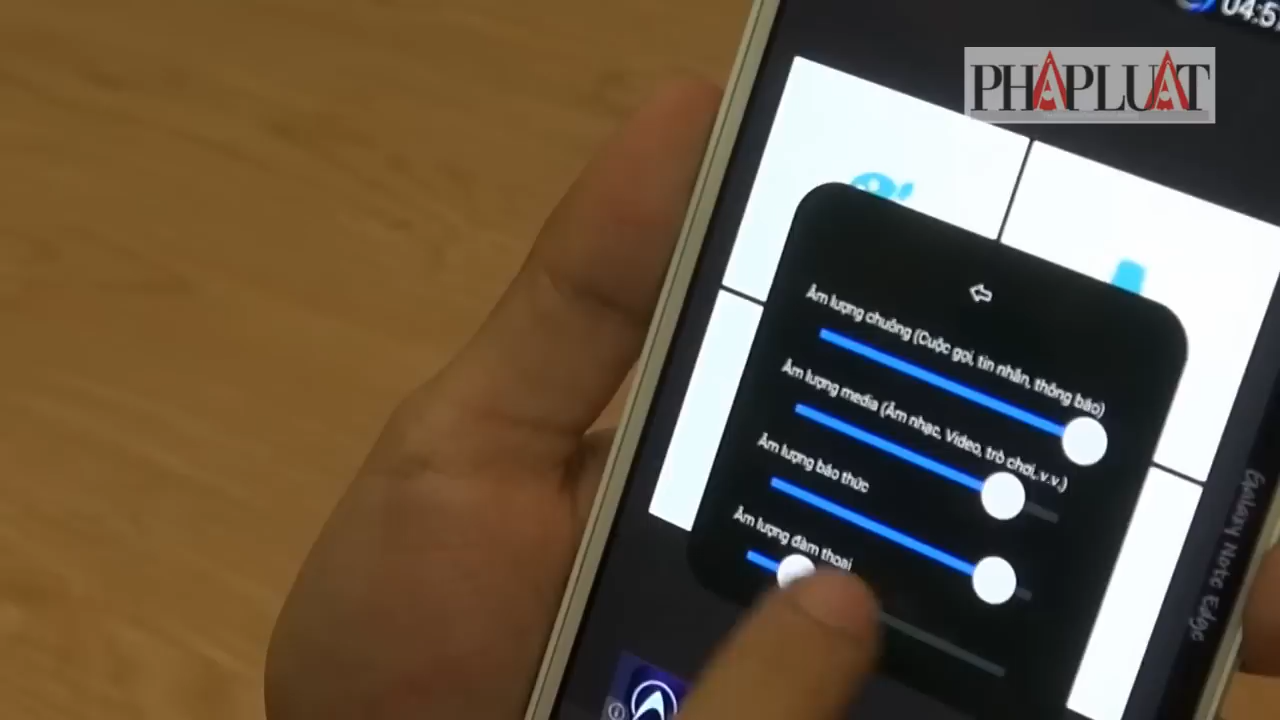 04:5
PHÁPLUẬT
Âm lượng chuông (Cuộc gọi, tin nhắn, thông báo)
Âm lượng media (Âm nhạc, Video, trò chơi, v.v.)
Âm lượng báo thức
Âm lượng đàm thoại
Galaxy Note Edge